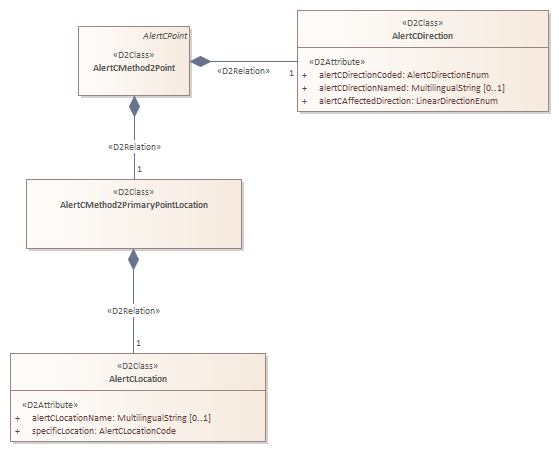 AlertCPoint
«D2Class»
AlertCMethod2Point
«D2Relation»
1
«D2Class»
AlertCDirection
«D2Attribute»
+ alertCDirectionCoded: AlertCDirectionEnum
+ alertCDirectionNamed: MultilingualString [0..1]
+ alertCAffectedDirection: LinearDirectionEnum
«D2Relation»
1
«D2Class»
AlertCMethod2PrimaryPointLocation
«D2Relation»
1
«D2Class»
AlertCLocation
«D2Attribute»
+ alertCLocationName: MultilingualString [0..1]
+ specificLocation: AlertCLocationCode